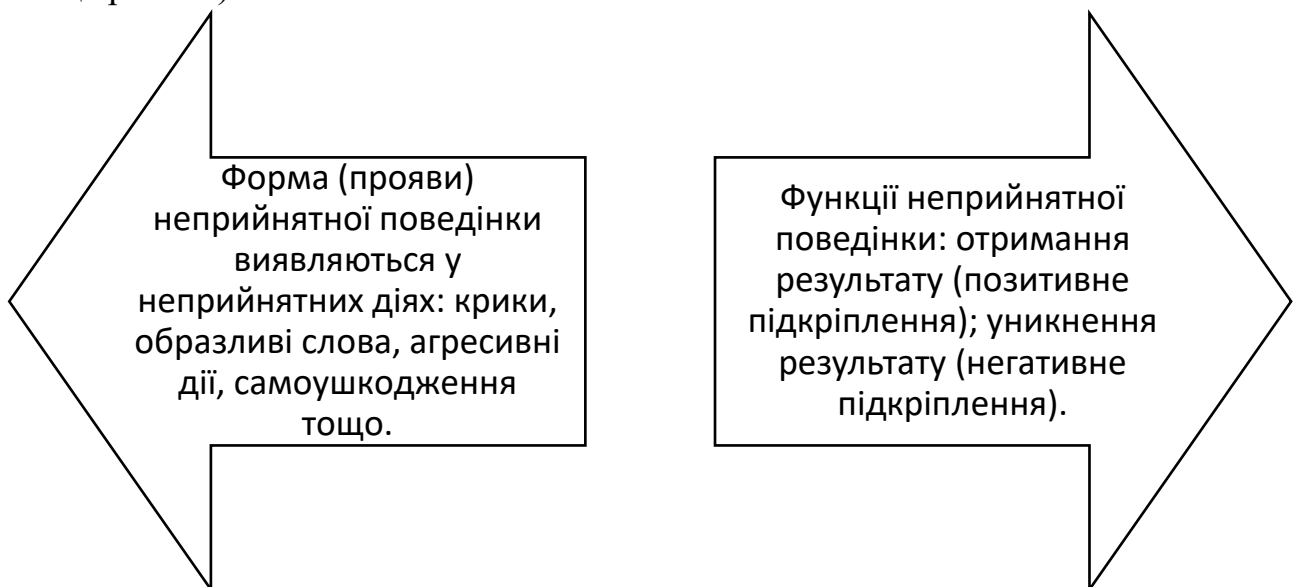 Форма (прояви)
неприйнятної поведінки
виявляються у
неприйнятних діях: крики,
образливі слова, агресивні
дії, самоушкодження
тощо.
Функції неприйнятної
поведінки: отримання
результату (позитивне
підкріплення); уникнення
результату (негативне
підкріплення).